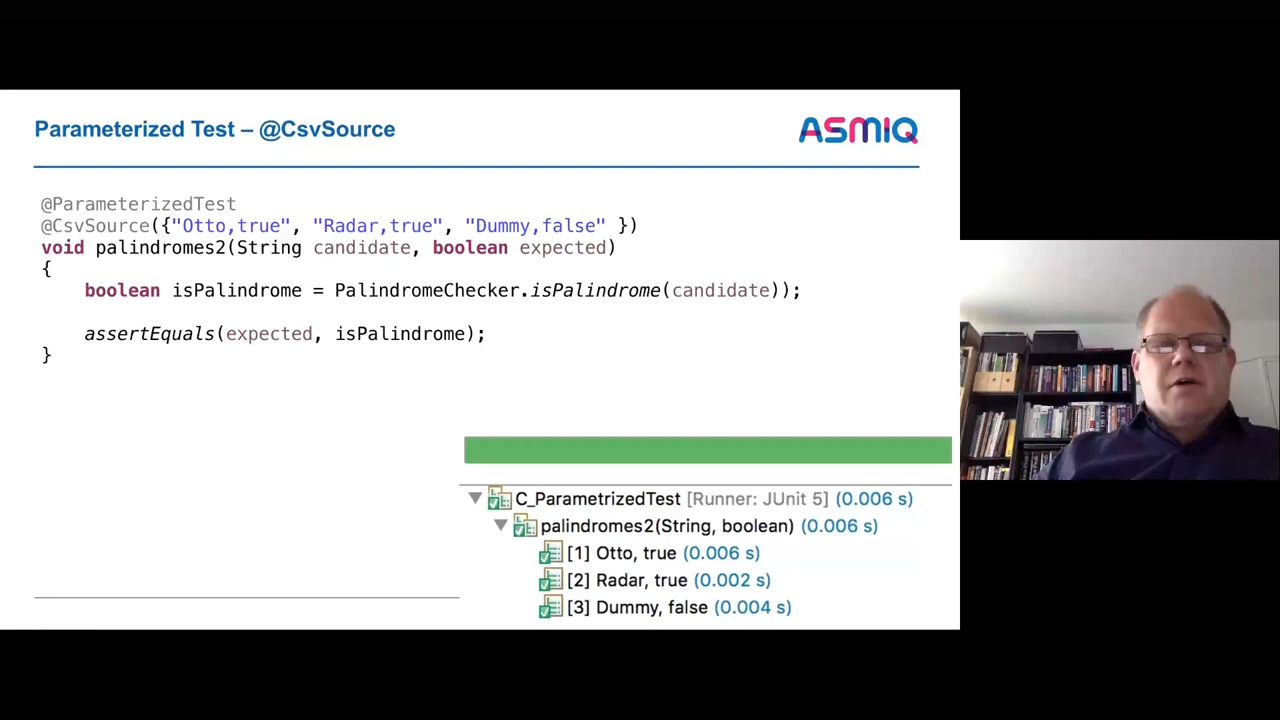 Parameterized Test – @CsvSource
ASMIQ
@ParameterizedTest
@CsvSource({"Otto,true", "Radar,true", "Dummy,false" })
void palindromes2(String candidate, boolean expected)
{
    boolean isPalindrome = PalindromeChecker.isPalindrome(candidate));
    assertEquals(expected, isPalindrome);
}
C_ParametrizedTest [Runner: JUnit 5] (0.006 s)
palindromes2(String, boolean) (0.006 s)
[1] Otto, true (0.006 s)
[2] Radar, true (0.002 s)
[3] Dummy, false (0.004 s)